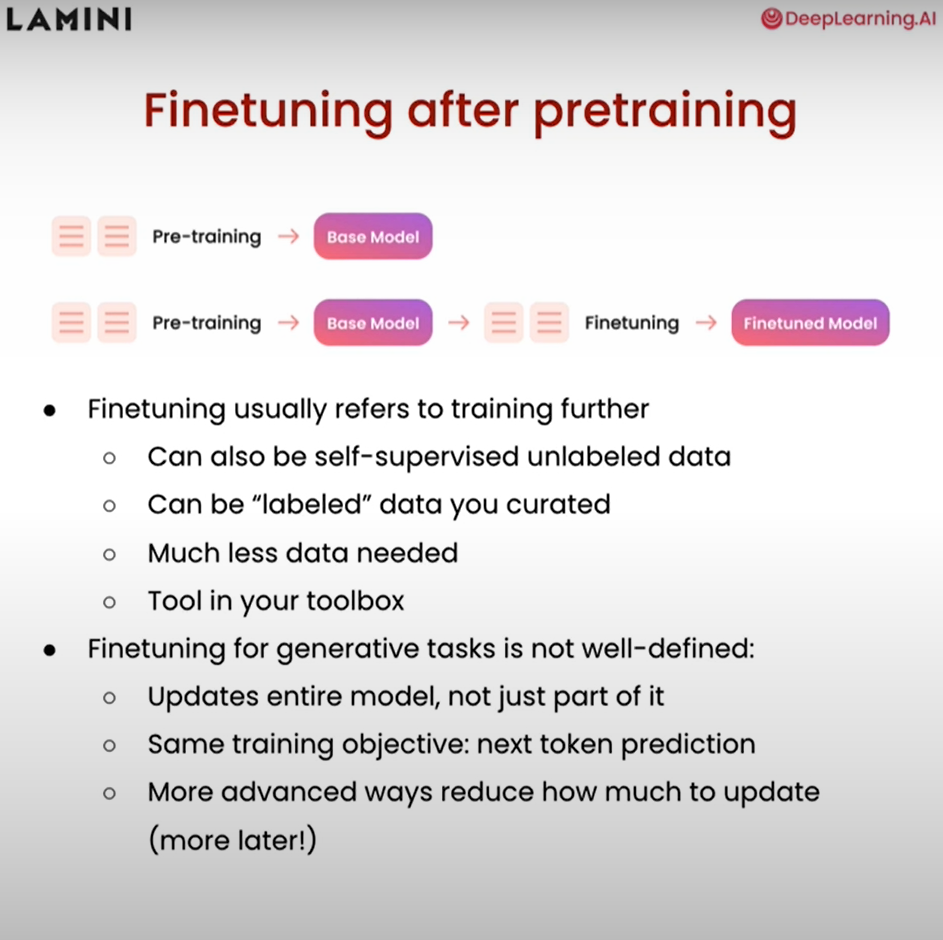 LAMINI
DeepLearning.AI
Finetuning after pretraining
Pre-training → Base Model
Pre-training → Base Model → Finetuning → Finetuned Model
● Finetuning usually refers to training further
○ Can also be self-supervised unlabeled data
○ Can be “labeled” data you curated
○ Much less data needed
○ Tool in your toolbox
● Finetuning for generative tasks is not well-defined:
○ Updates entire model, not just part of it
○ Same training objective: next token prediction
○ More advanced ways reduce how much to update
(more later!)